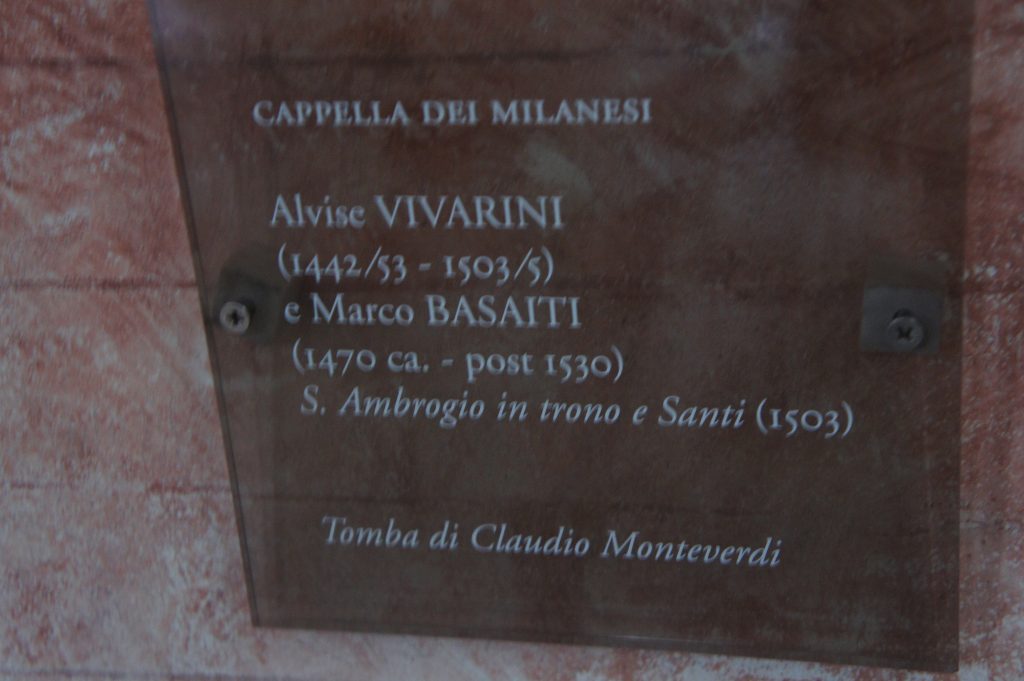 CAPPELLA DEI MILANESI
Alvise VIVARINI
(1442/53 - 1503/5)
e Marco BASAITI
(1470 ca. - post 1530)
S. Ambrogio in trono e Santi (1503)
Tomba di Claudio Monteverdi